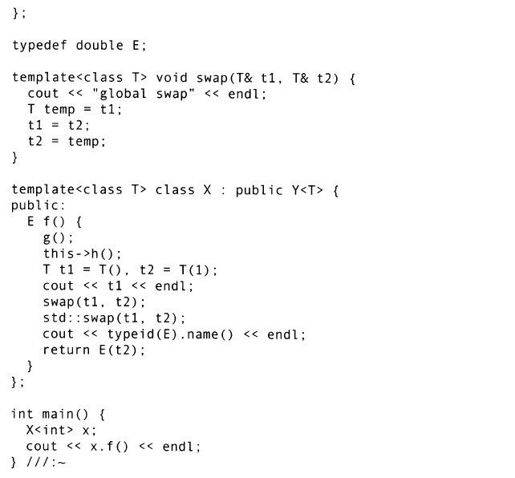 };
typedef double E;
template<class T> void swap(T& t1, T& t2) {
cout << "global swap" << endl;
T temp = t1;
t1 = t2;
t2 = temp;
}
template<class T> class X : public Y<T> {
public:
E f() {
g();
this->h();
T t1 = T(), t2 = T(1);
cout << t1 << endl;
swap(t1, t2);
std::swap(t1, t2);
cout << typeid(E).name() << endl;
return E(t2);
}
};
int main() {
X<int> x;
cout << x.f() << endl;
} ///:~